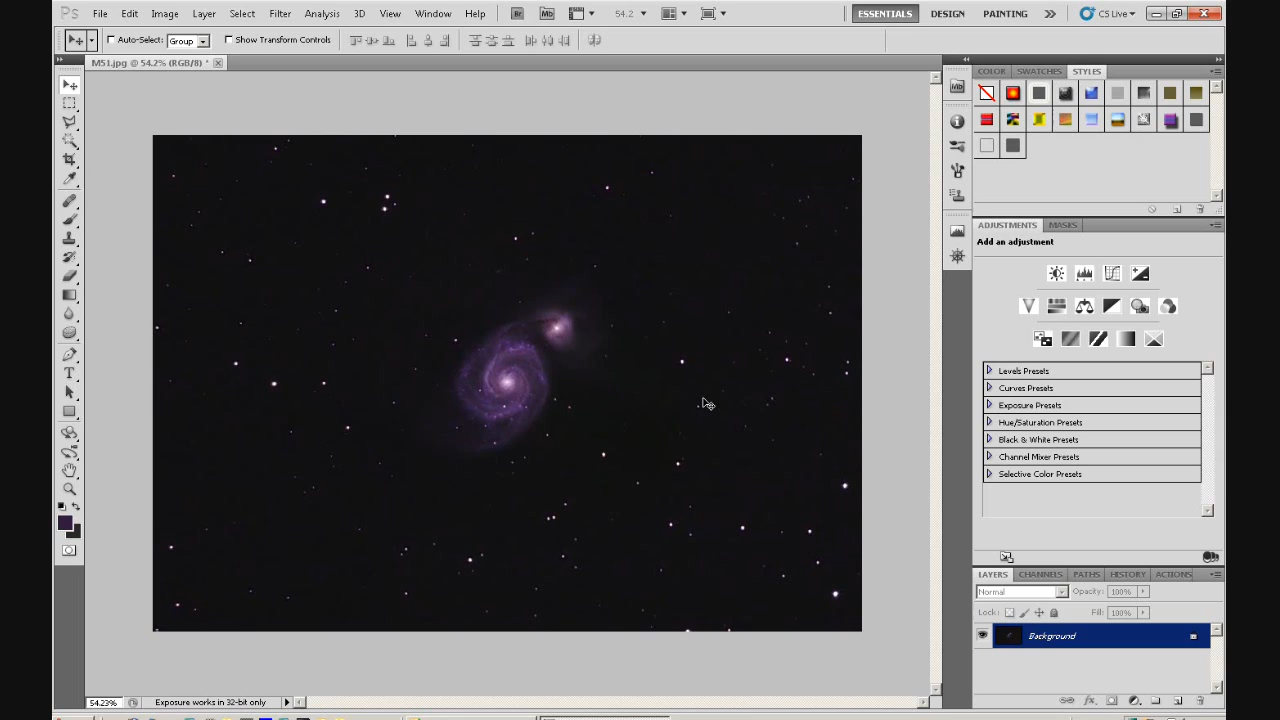 Ps File Edit Image Layer Select Filter Analysis 3D View Window Help Br Mb 54.2 ESSENTIALS DESIGN PAINTING CS Live
Auto-Select: Group Show Transform Controls
M51.jpg @ 54.2% (RGB/8) *
COLOR SWATCHES STYLES
Mb
ADJUSTMENTS MASKS
Add an adjustment
Levels Presets
Curves Presets
Exposure Presets
Hue/Saturation Presets
Black & White Presets
Channel Mixer Presets
Selective Color Presets
LAYERS CHANNELS PATHS HISTORY ACTIONS
Normal Opacity: 100%
Lock: Fill: 100%
Background
54.23% Exposure works in 32-bit only